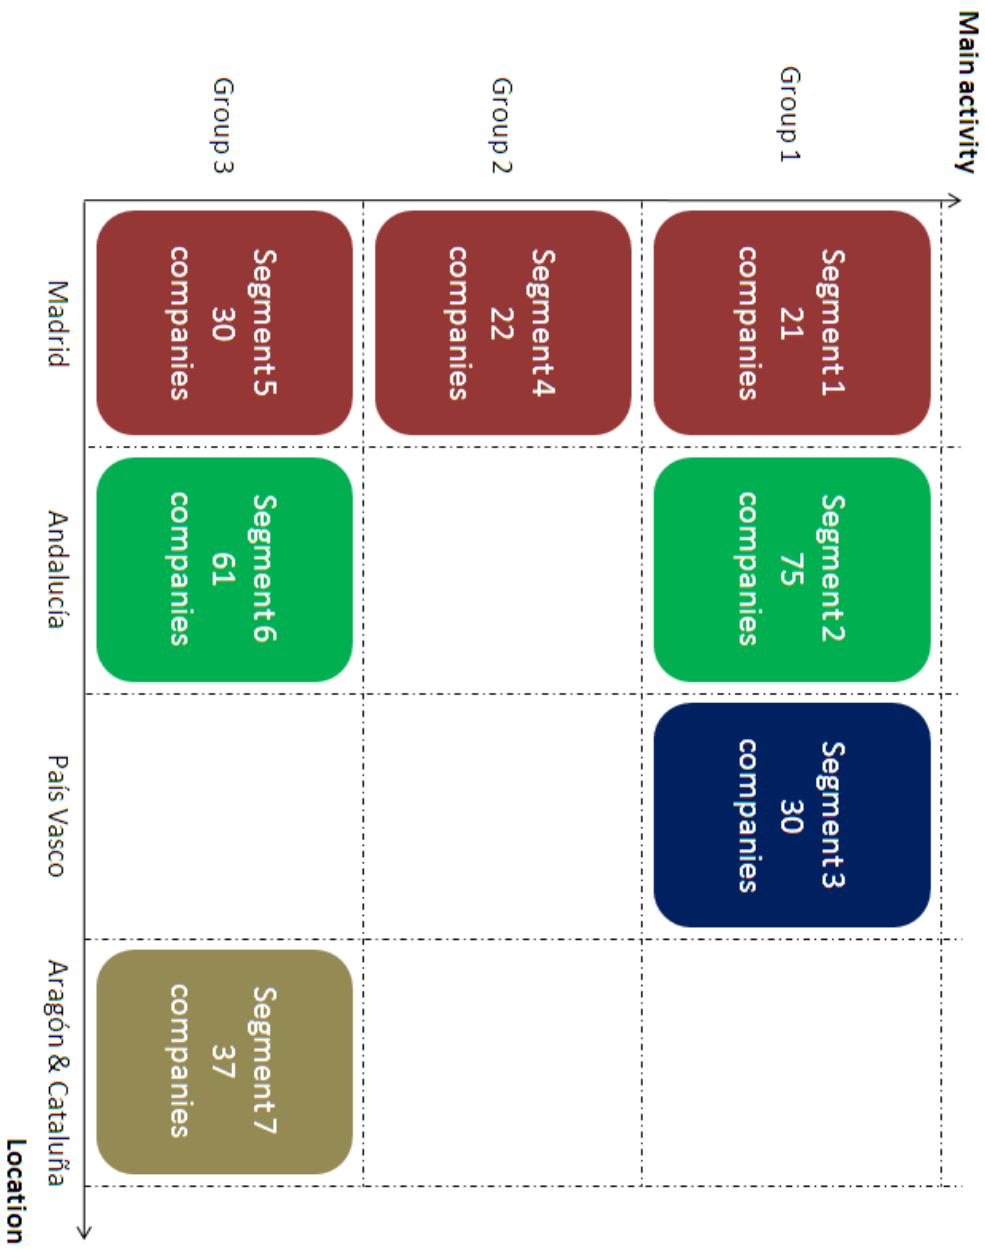 Main activity
Group 1
Segment 1
21
companies
Segment 2
75
companies
Segment 3
30
companies
Group 2
Segment 4
22
companies
Group 3
Segment 5
30
companies
Segment 6
61
companies
Segment 7
37
companies
Madrid
Andalucía
País Vasco
Aragón & Cataluña
Location